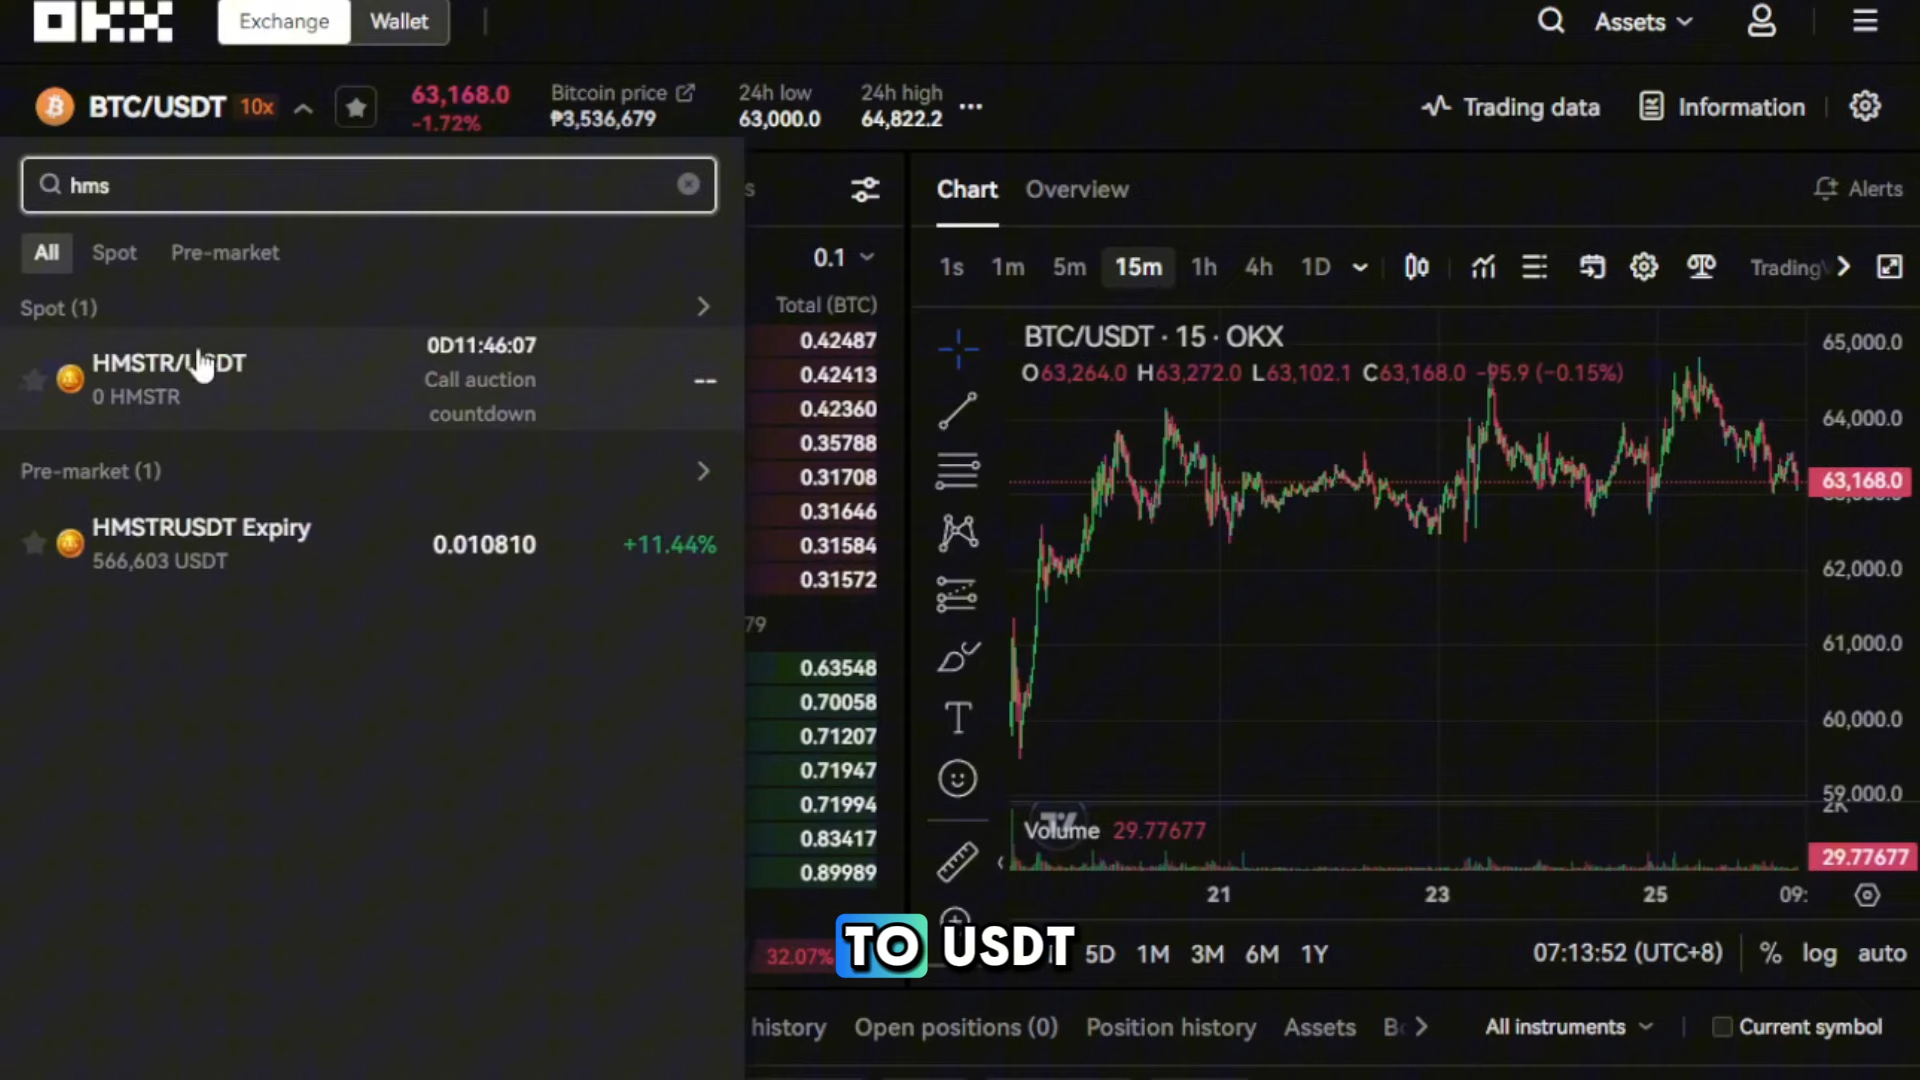 OKX
Exchange
Wallet
Assets
BTC/USDT 10x
63,168.0
-1.72%
Bitcoin price
₱3,536,679
24h low
63,000.0
24h high
64,822.2
Trading data
Information
hms
s
Chart
Overview
Alerts
All
Spot
Pre-market
0.1
1s 1m 5m 15m 1h 4h 1D
Trading
Spot (1)
Total (BTC)
HMSTR/USDT
0 HMSTR
0D11:46:07
Call auction
countdown
--
Pre-market (1)
HMSTRUSDT Expiry
566,603 USDT
0.010810
+11.44%
0.42487
0.42413
0.42360
0.35788
0.31708
0.31646
0.31584
0.31572
79
0.63548
0.70058
0.71207
0.71947
0.71994
0.83417
0.89989
32.07%
BTC/USDT · 15 · OKX
O63,264.0 H63,272.0 L63,102.1 C63,168.0 -95.9 (-0.15%)
65,000.0
64,000.0
63,168.0
62,000.0
61,000.0
60,000.0
59,000.0
2K
Volume 29.77677
29.77677
21
23
25
09:
TO USDT
5D 1M 3M 6M 1Y
07:13:52 (UTC+8)
% log auto
history
Open positions (0)
Position history
Assets
All instruments
Current symbol